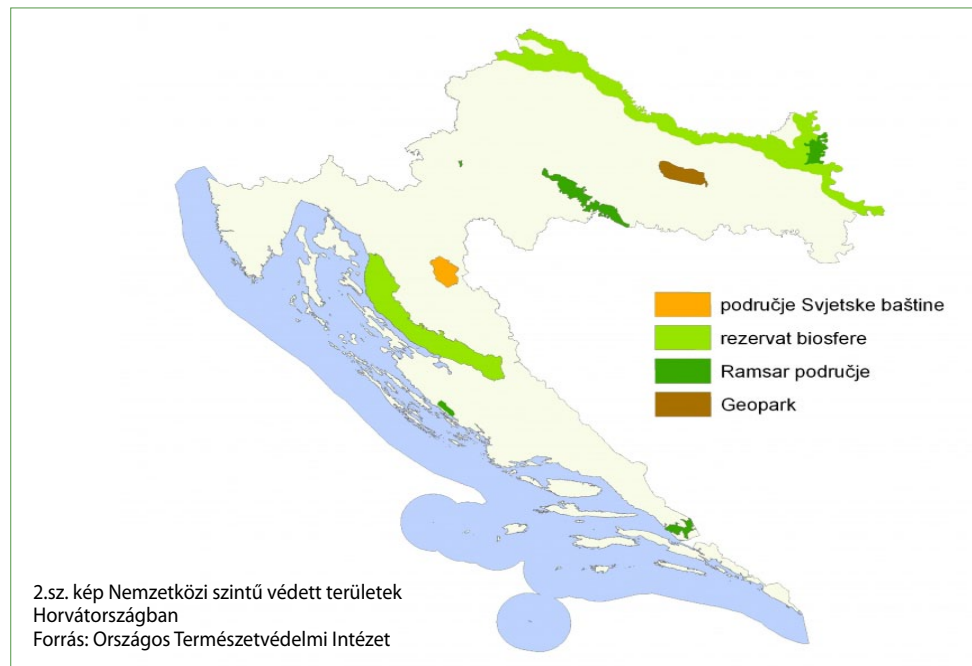 područje Svjetske baštine
rezervat biosfere
Ramsar područje
Geopark
2.sz. kép Nemzetközi szintű védett területek
Horvátországban
Forrás: Országos Természetvédelmi Intézet